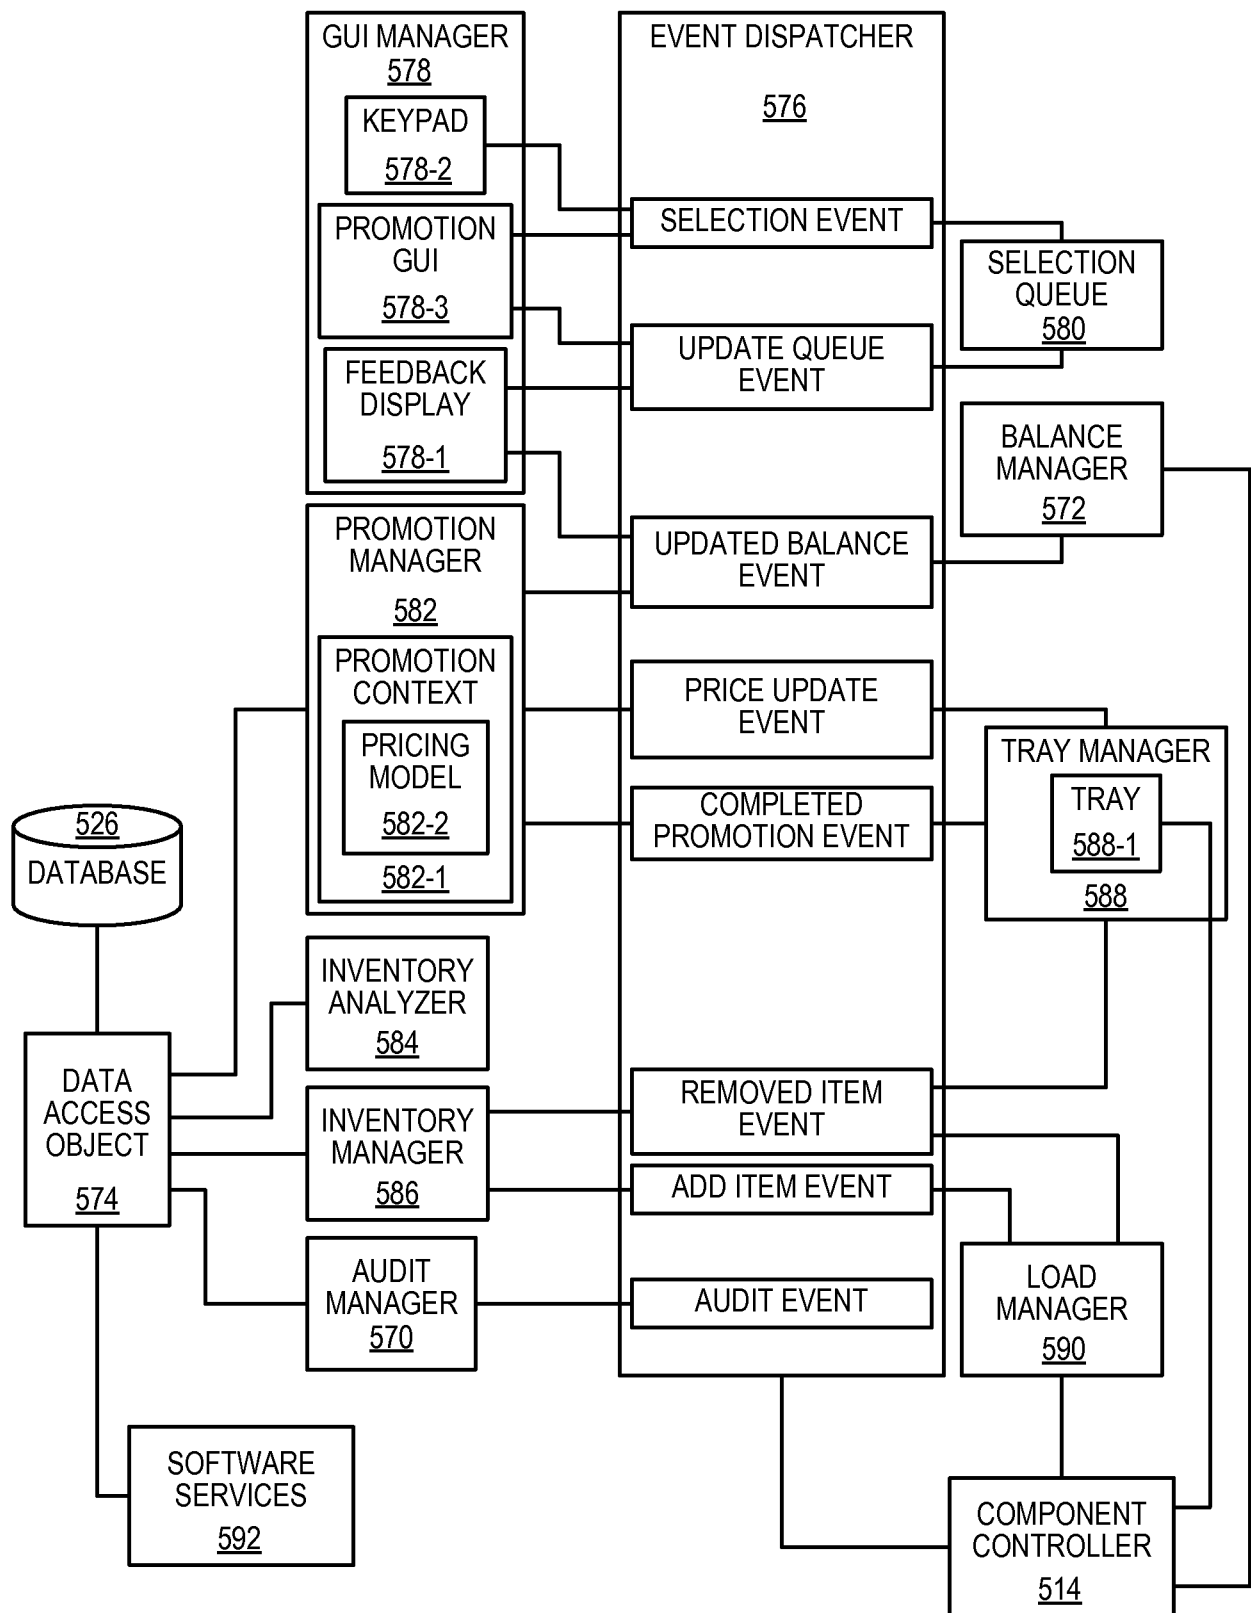 GUI MANAGER
578
KEYPAD
578-2
PROMOTION
GUI
578-3
FEEDBACK
DISPLAY
578-1
EVENT DISPATCHER
576
SELECTION EVENT
UPDATE QUEUE
EVENT
UPDATED BALANCE
EVENT
PRICE UPDATE
EVENT
COMPLETED
PROMOTION EVENT
REMOVED ITEM
EVENT
ADD ITEM EVENT
AUDIT EVENT
SELECTION
QUEUE
580
BALANCE
MANAGER
572
PROMOTION
MANAGER
582
PROMOTION
CONTEXT
PRICING
MODEL
582-2
582-1
TRAY MANAGER
TRAY
588-1
588
526
DATABASE
INVENTORY
ANALYZER
584
DATA
ACCESS
OBJECT
574
INVENTORY
MANAGER
586
AUDIT
MANAGER
570
LOAD
MANAGER
590
SOFTWARE
SERVICES
592
COMPONENT
CONTROLLER
514